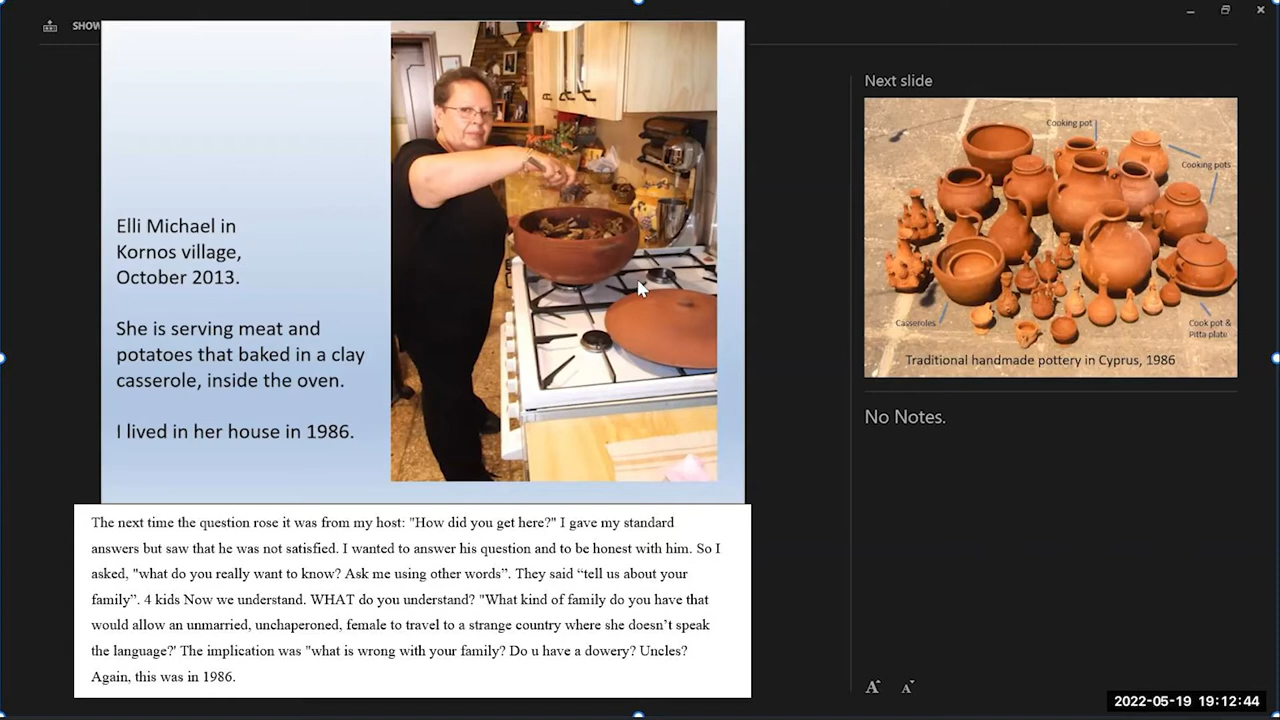 SHOW
Elli Michael in
Kornos village,
October 2013.
She is serving meat and
potatoes that baked in a clay
casserole, inside the oven.
I lived in her house in 1986.
The next time the question rose it was from my host: "How did you get here?" I gave my standard
answers but saw that he was not satisfied. I wanted to answer his question and to be honest with him. So I
asked, "what do you really want to know? Ask me using other words”. They said “tell us about your
family”. 4 kids Now we understand. WHAT do you understand? "What kind of family do you have that
would allow an unmarried, unchaperoned, female to travel to a strange country where she doesn’t speak
the language?' The implication was "what is wrong with your family? Do u have a dowery? Uncles?
Again, this was in 1986.
Next slide
Cooking pot
Cooking pots
Casseroles
Cook pot &
Pitta plate
Traditional handmade pottery in Cyprus, 1986
No Notes.
A A
2022-05-19 19:12:44